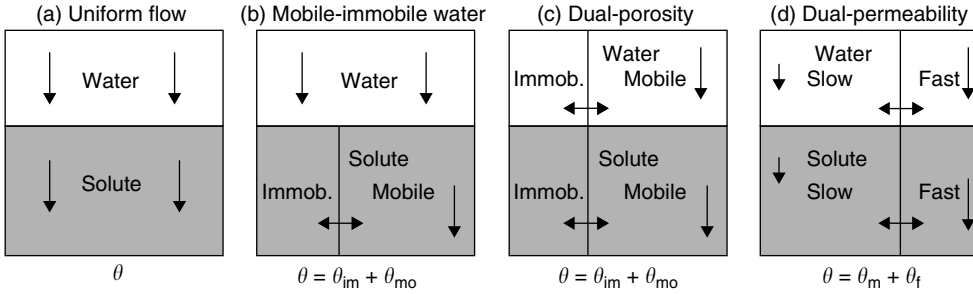 (a) Uniform flow
Water
Solute
θ
(b) Mobile-immobile water
Water
Solute
Immob. Mobile
θ = θim + θmo
(c) Dual-porosity
Water
Immob. Mobile
Solute
Immob. Mobile
θ = θim + θmo
(d) Dual-permeability
Water
Slow Fast
Solute
Slow Fast
θ = θm + θf